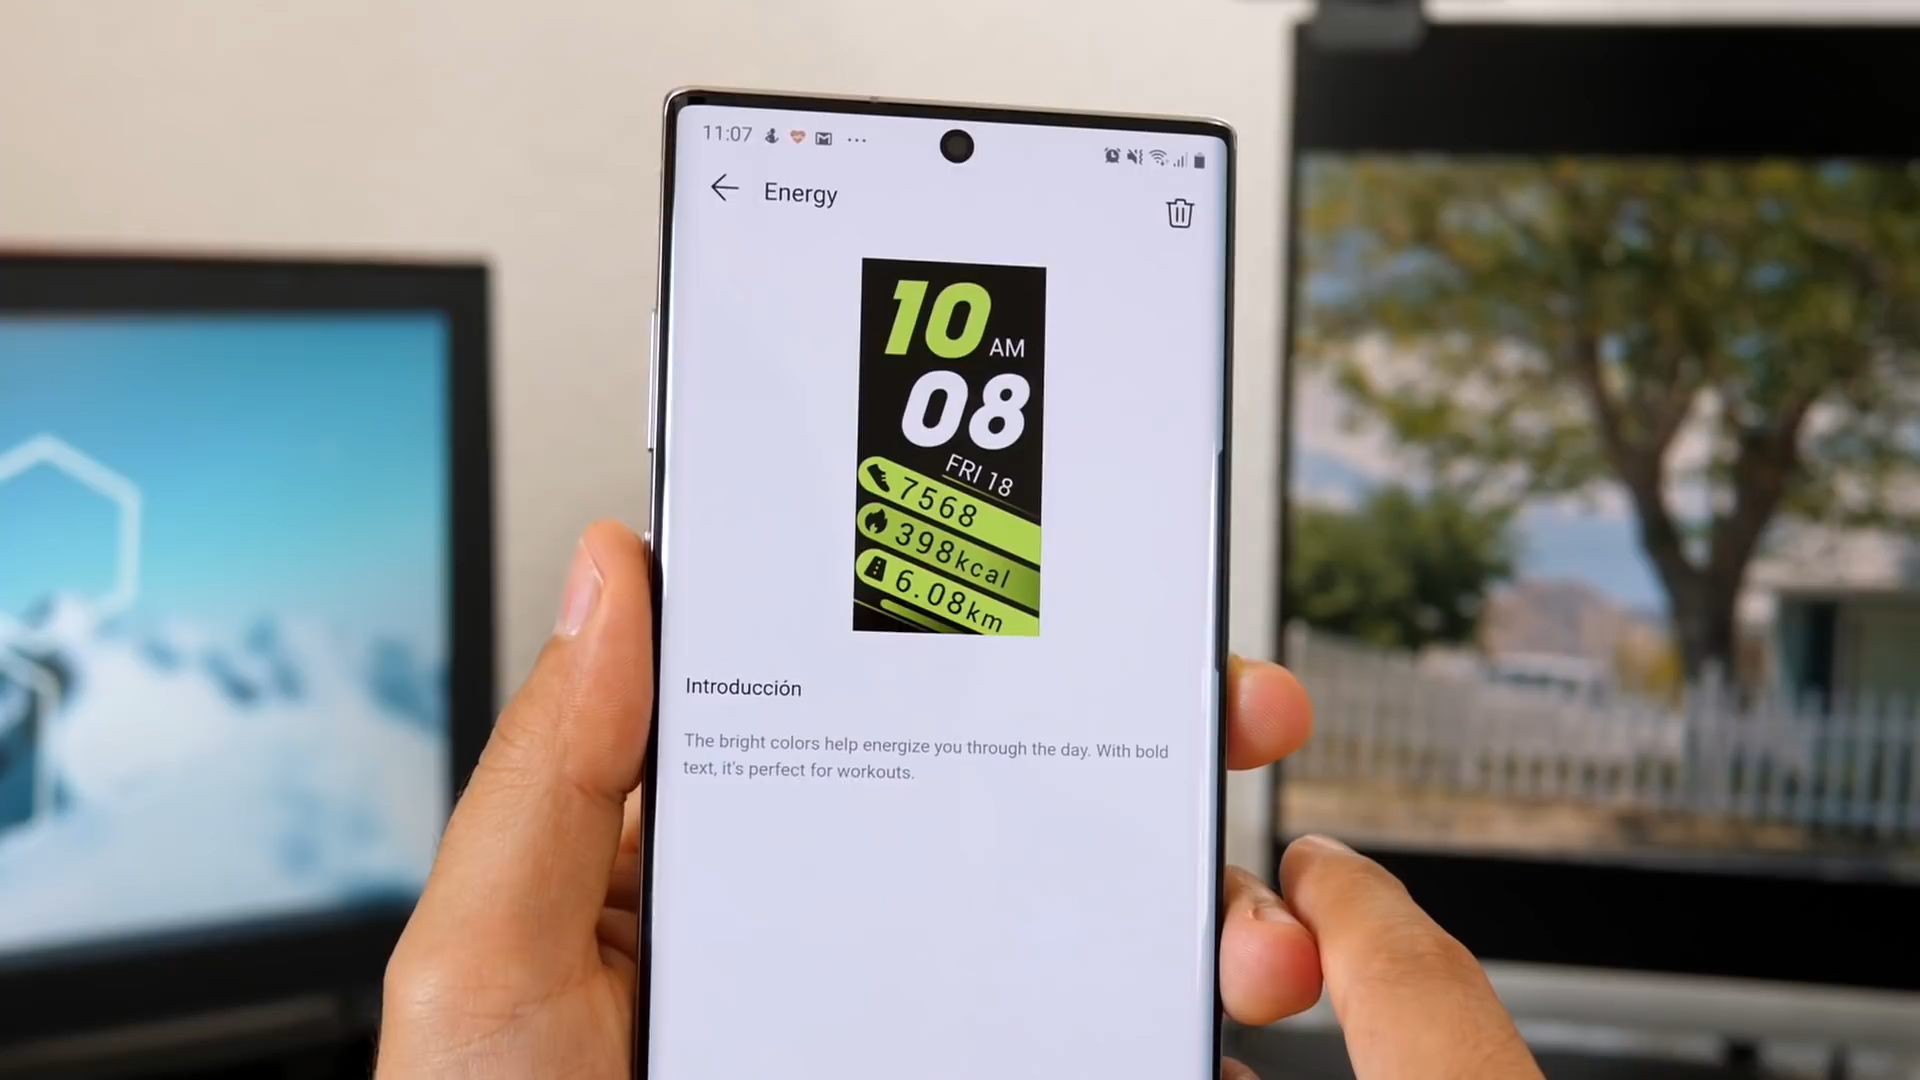 11:07
Energy
10 AM
08
FRI 18
7568
398kcal
6.08km
Introducción
The bright colors help energize you through the day. With bold
text, it's perfect for workouts.